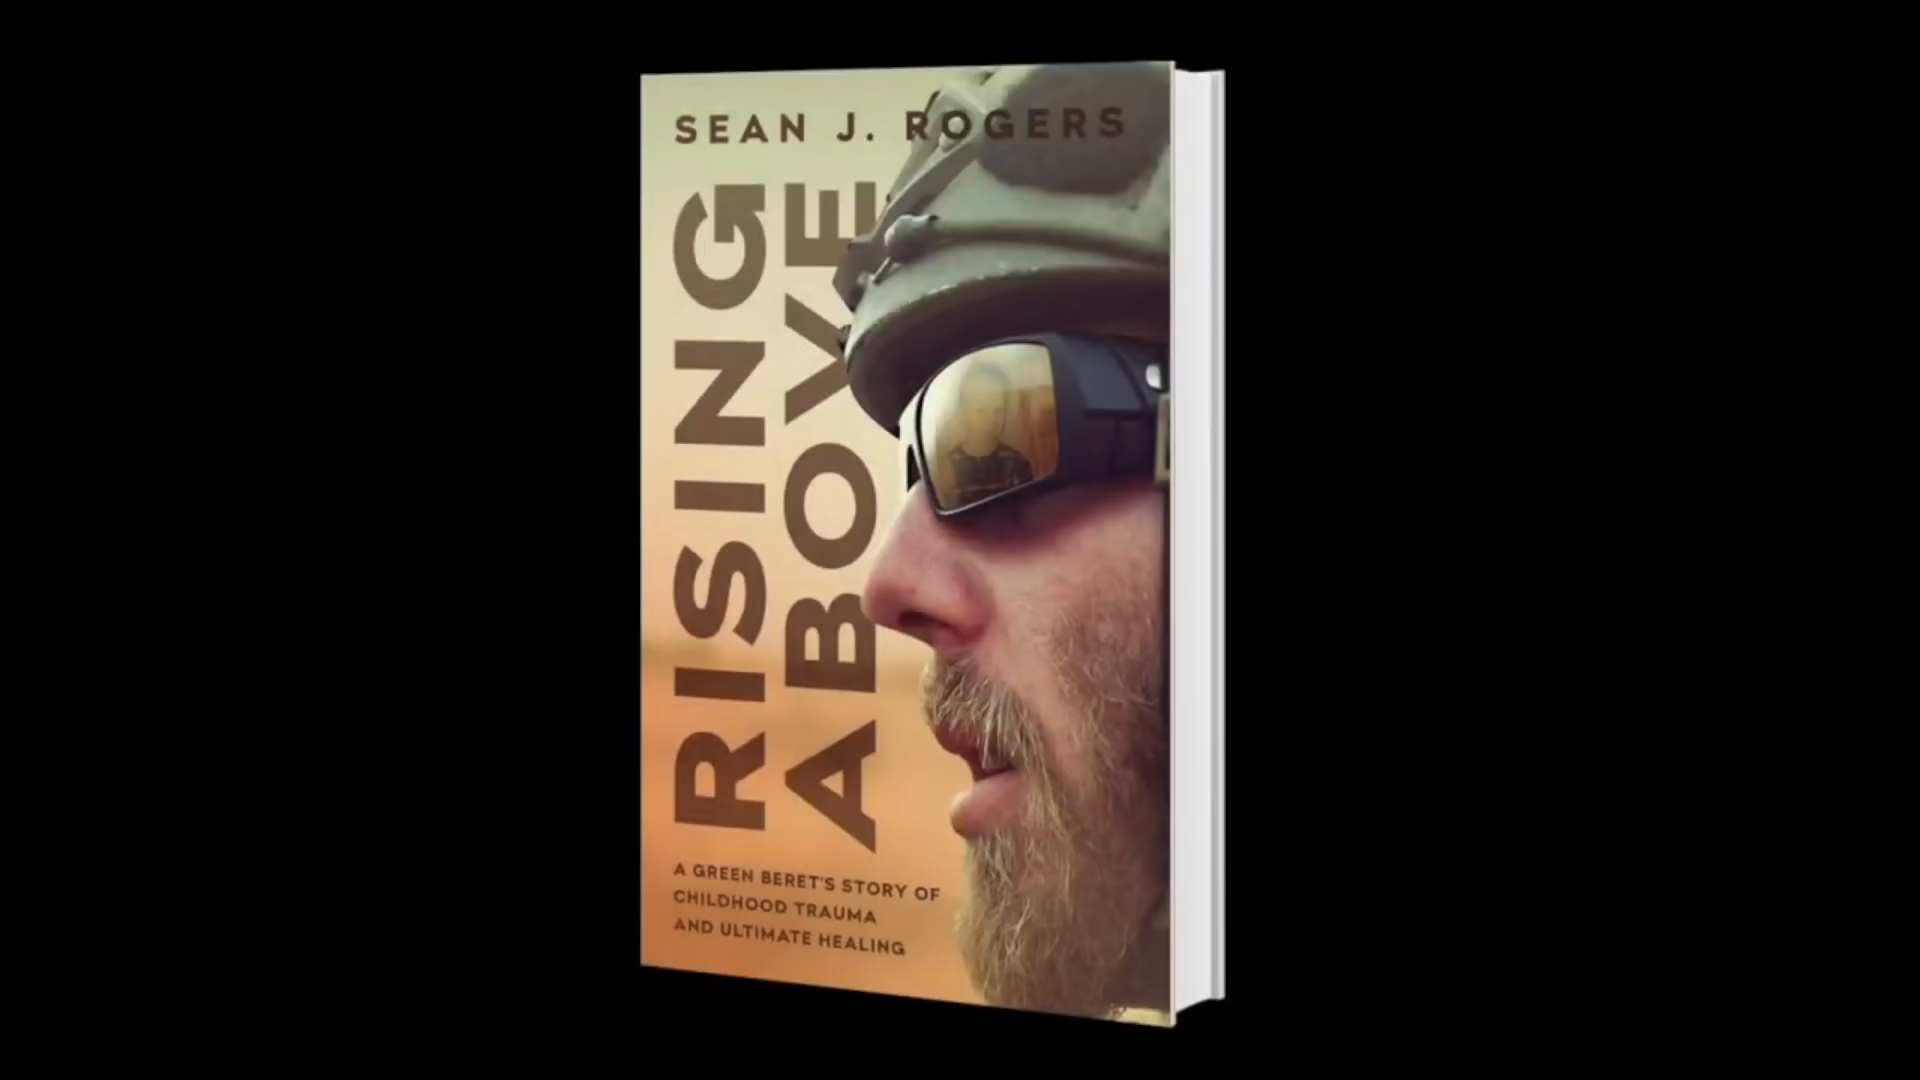 SEAN J. ROGERS
RISING
ABOVE
A GREEN BERET'S STORY OF
CHILDHOOD TRAUMA
AND ULTIMATE HEALING